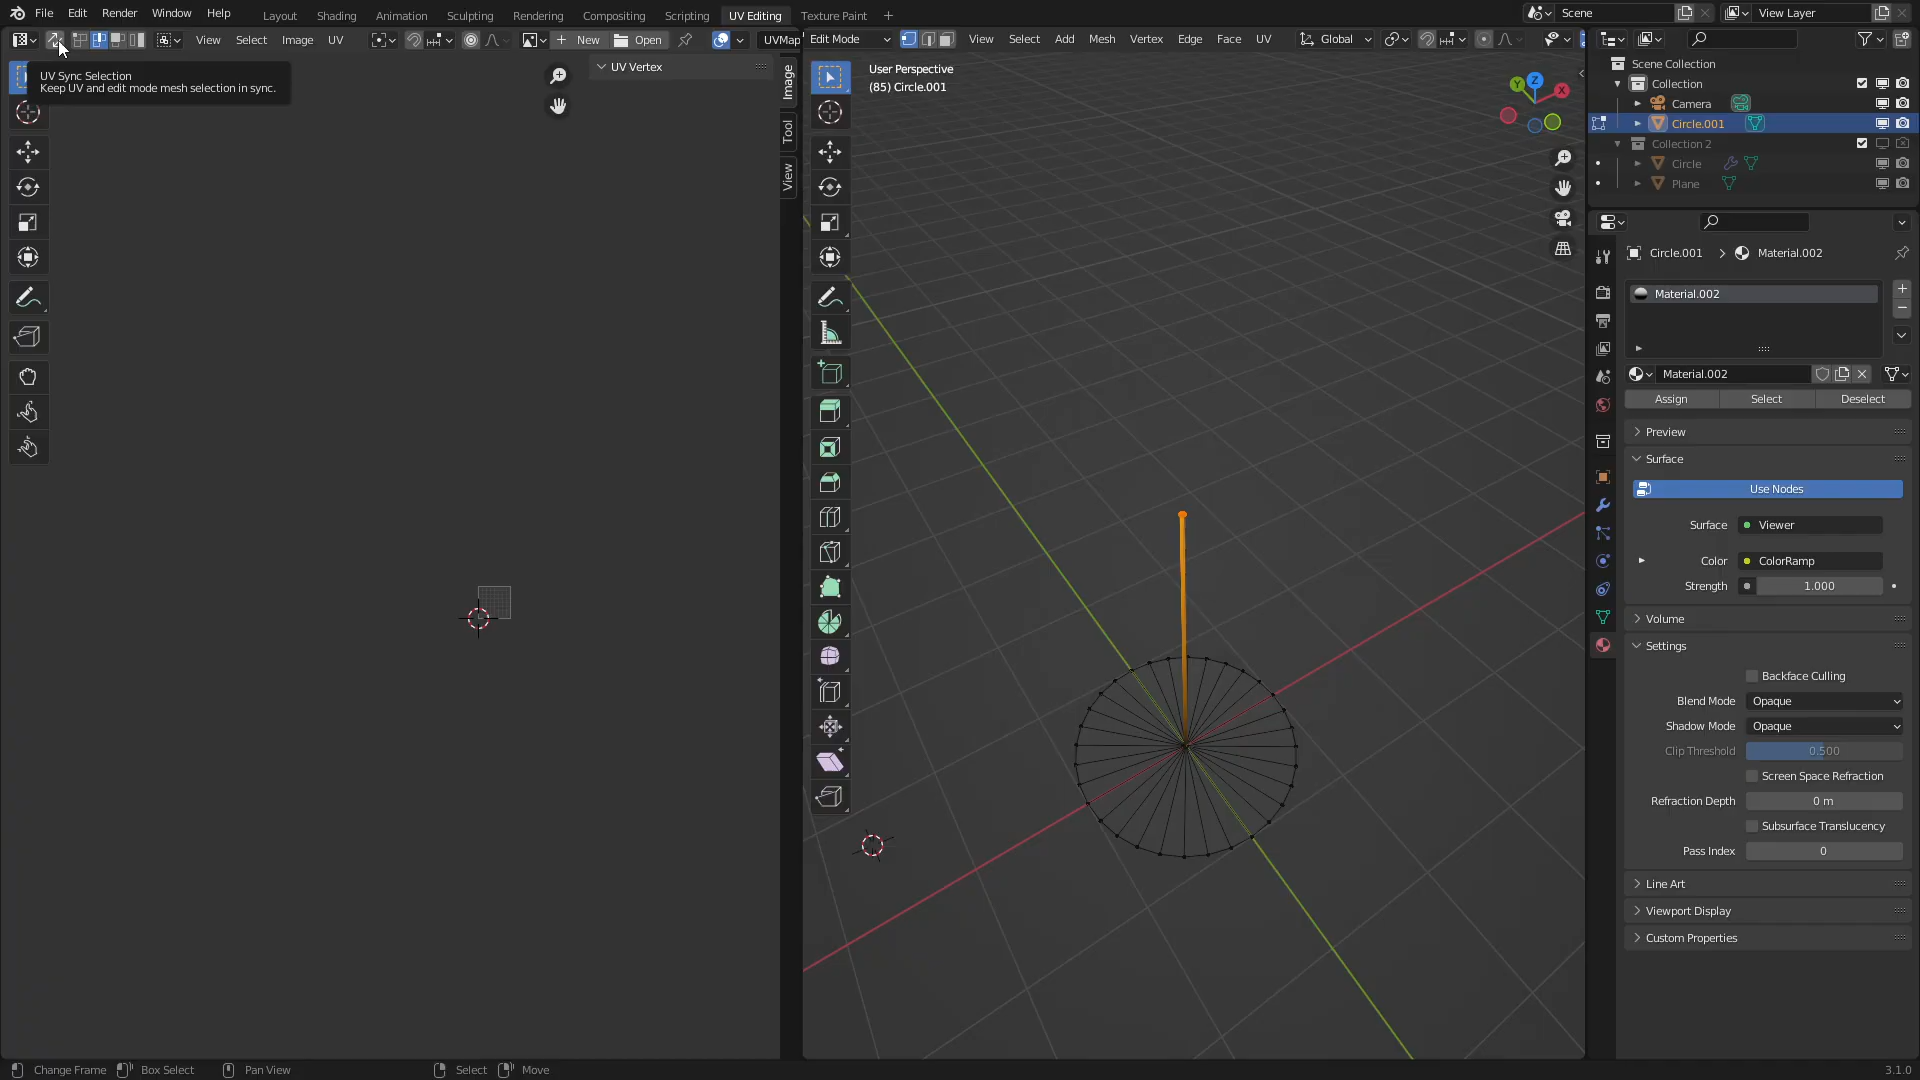 File Edit Render Window Help
Layout Shading Animation Sculpting Rendering Compositing Scripting UV Editing Texture Paint +
Scene
View Layer
View Select Image UV
New Open
UVMap
Edit Mode
View Select Add Mesh Vertex Edge Face UV
Global
UV Sync Selection
Keep UV and edit mode mesh selection in sync.
UV Vertex
Image
Tool
View
User Perspective
(85) Circle.001
Z
Y
X
Scene Collection
Collection
Camera
Circle.001
Collection 2
Circle
Plane
Circle.001 > Material.002
Material.002
Material.002
Assign Select Deselect
Preview
Surface
Use Nodes
Surface Viewer
Color ColorRamp
Strength 1.000
Volume
Settings
Backface Culling
Blend Mode Opaque
Shadow Mode Opaque
Clip Threshold 0.500
Screen Space Refraction
Refraction Depth 0 m
Subsurface Translucency
Pass Index 0
Line Art
Viewport Display
Custom Properties
Change Frame Box Select Pan View Select Move
3.1.0